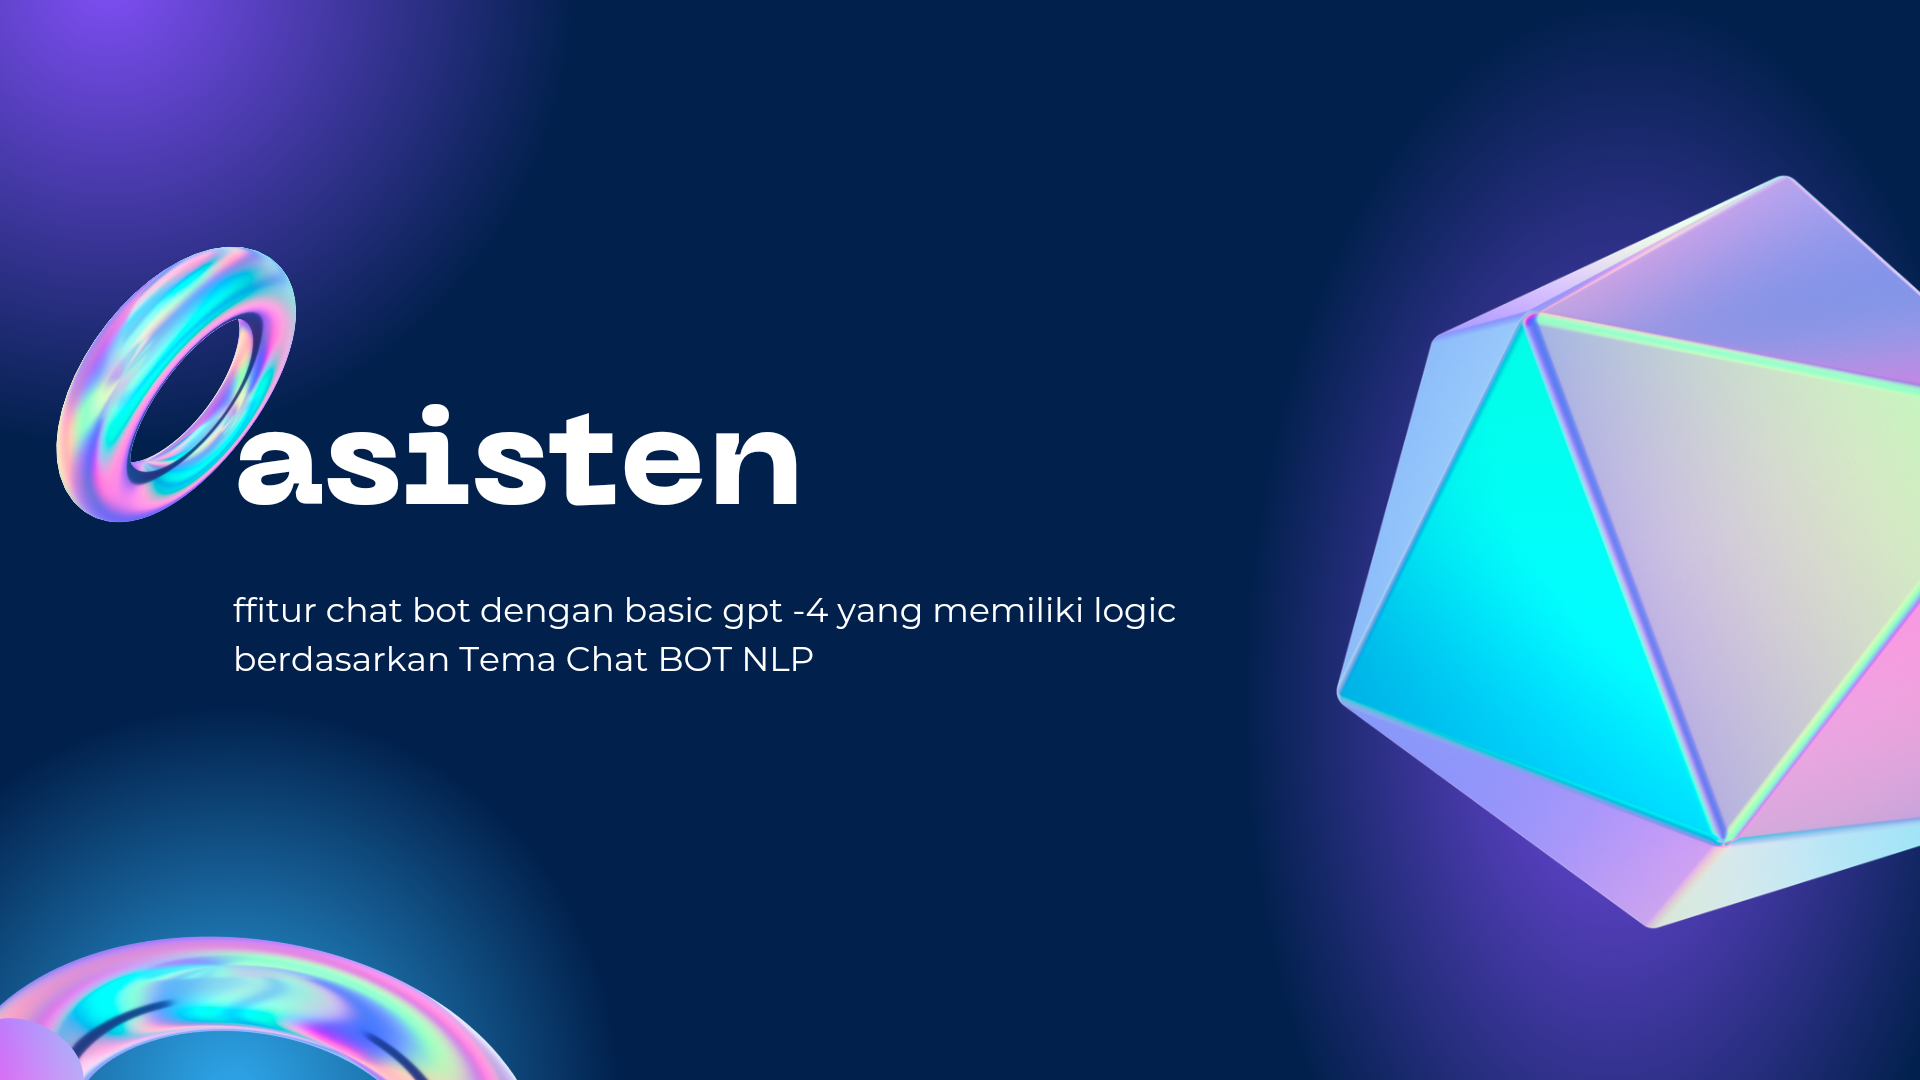 asisten
ffitur chat bot dengan basic gpt -4 yang memiliki logic
berdasarkan Tema Chat BOT NLP